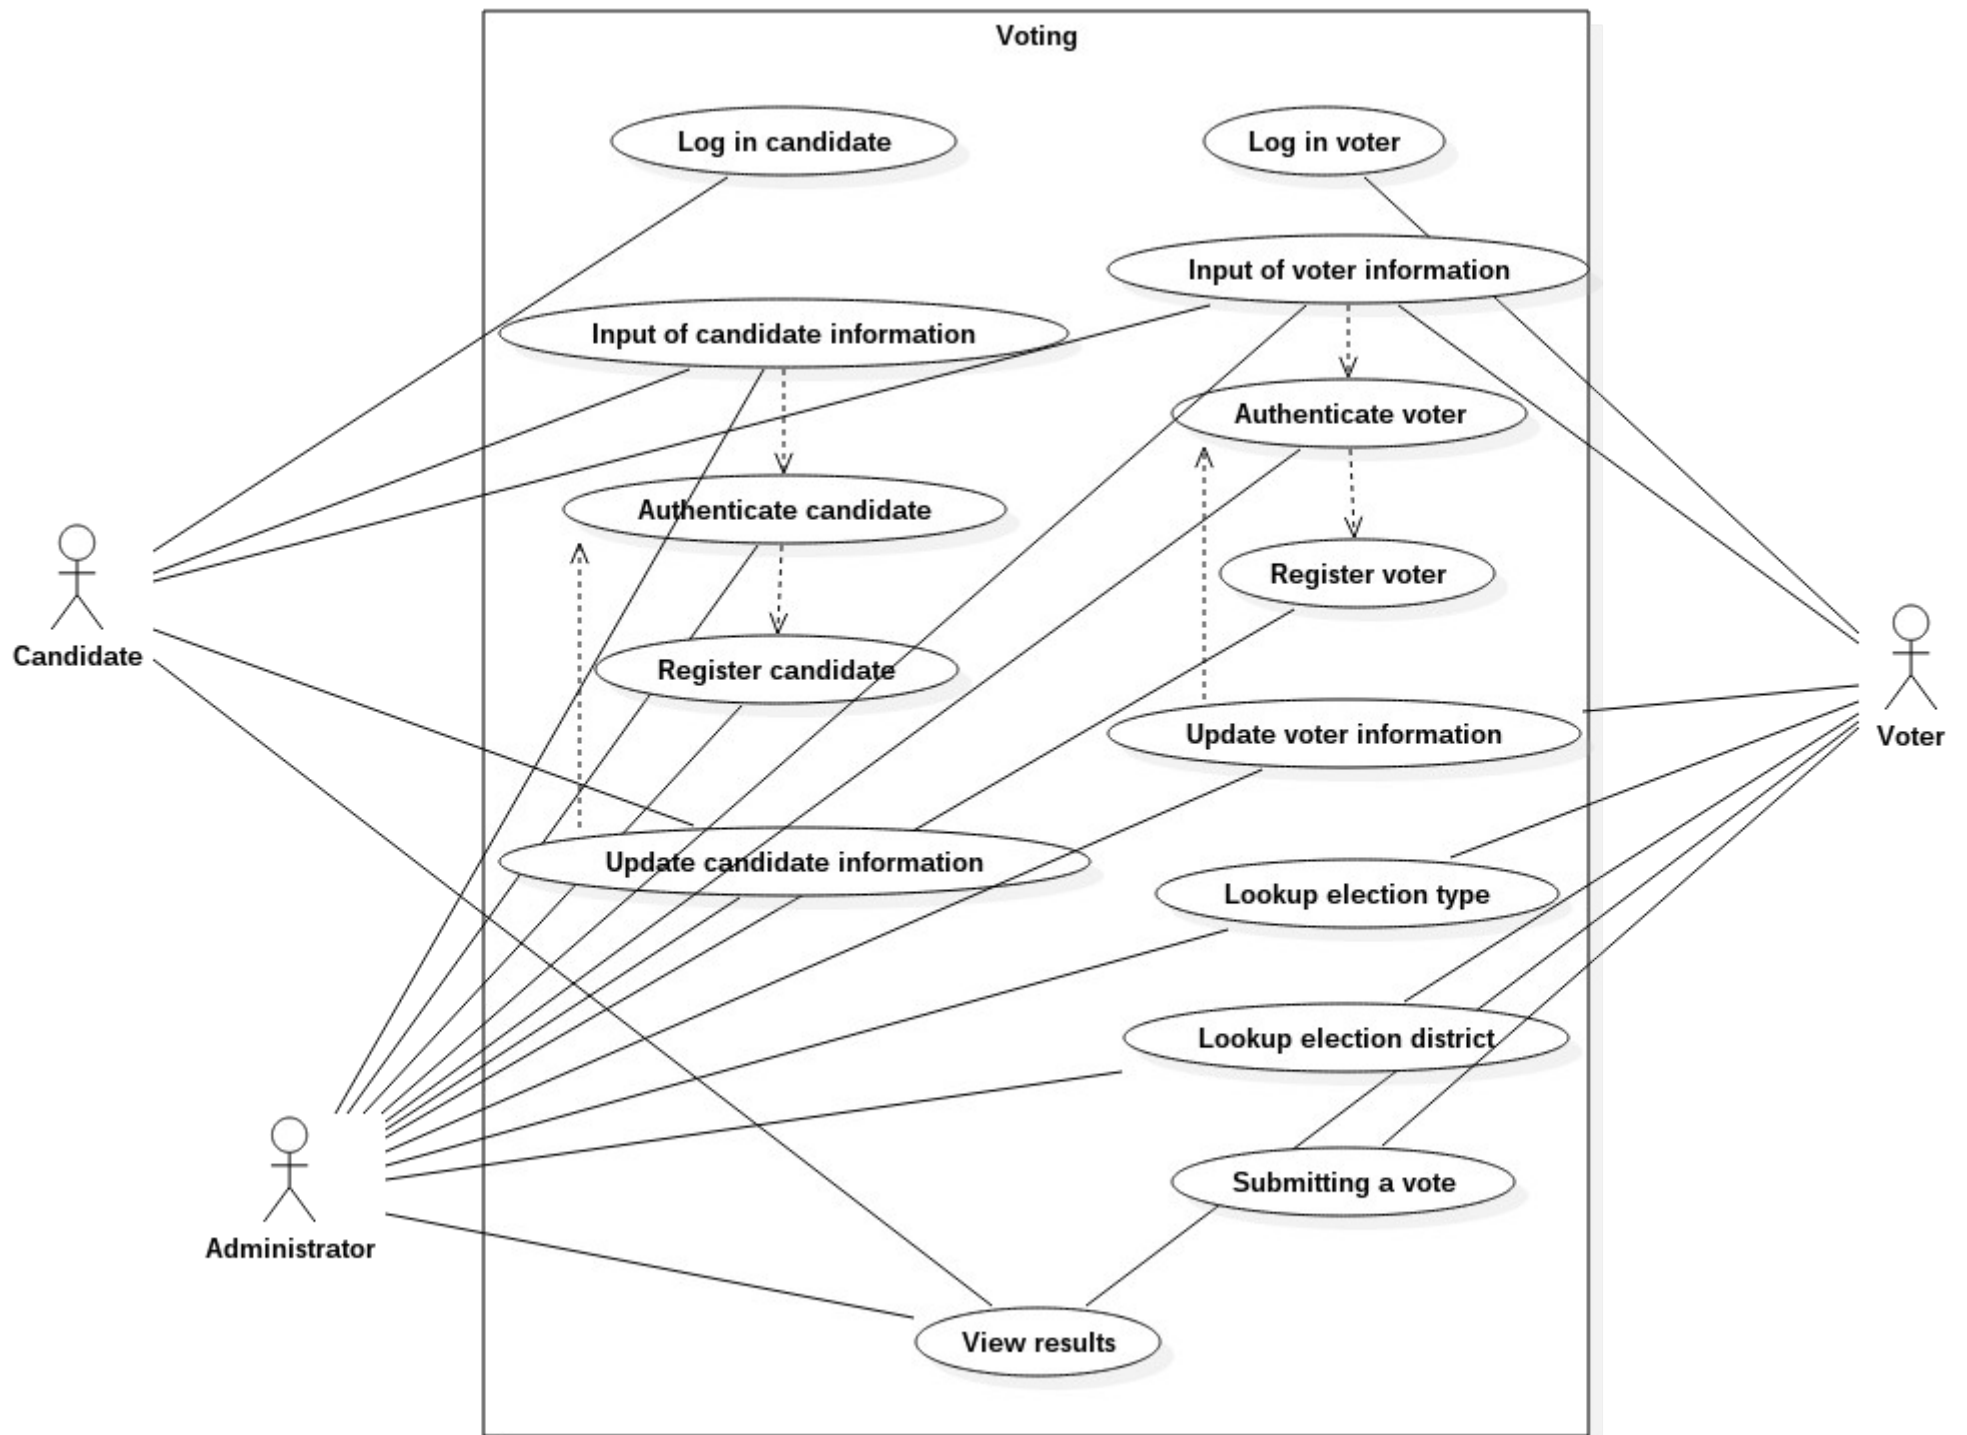 Voting
Log in candidate
Log in voter
Input of voter information
Input of candidate information
Authenticate voter
Authenticate candidate
Register voter
Candidate
Register candidate
Update voter information
Voter
Update candidate information
Lookup election type
Lookup election district
Submitting a vote
Administrator
View results